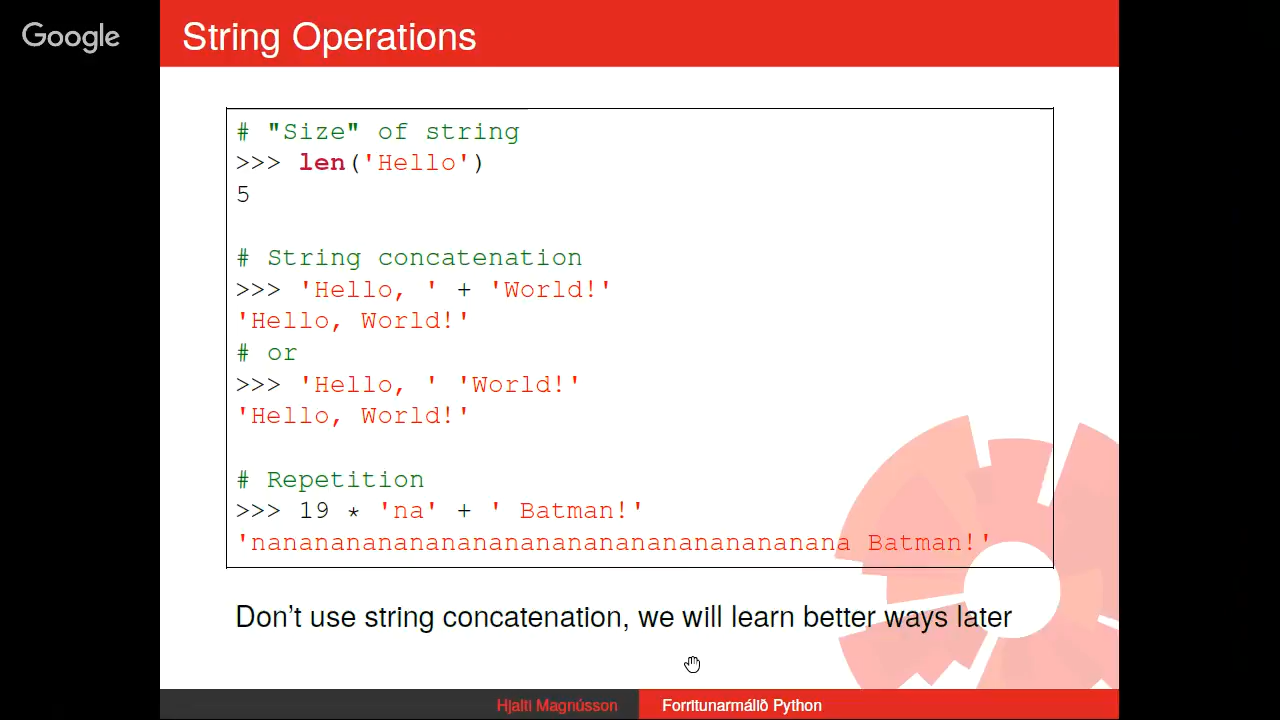 Google
String Operations
# "Size" of string
>>> len('Hello')
5
# String concatenation
>>> 'Hello, ' + 'World!'
'Hello, World!'
# or
>>> 'Hello, ' 'World!'
'Hello, World!'
# Repetition
>>> 19 * 'na' + ' Batman!'
'nananananananananananananananananananana Batman!'
Don't use string concatenation, we will learn better ways later
Hjalti Magnússon
Forritunarmálið Python